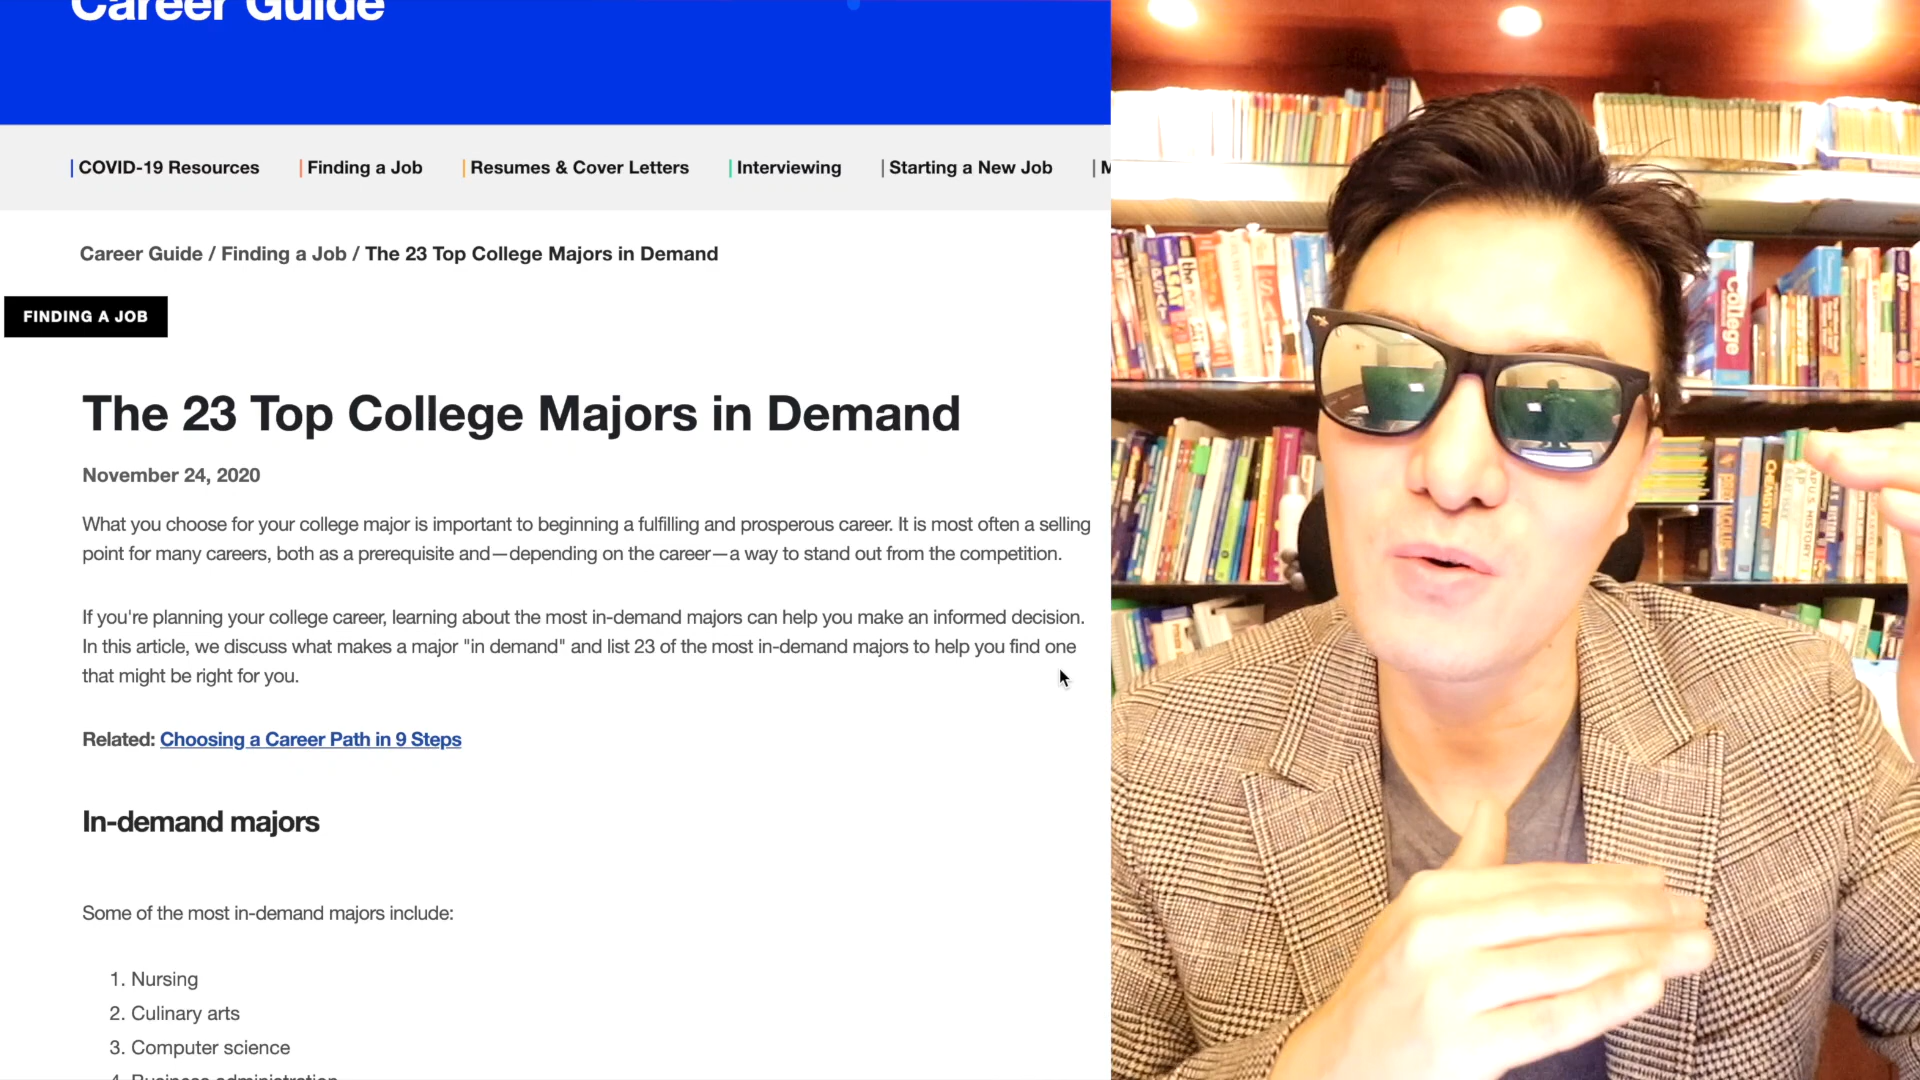 Career Guide
COVID-19 Resources
Finding a Job
Resumes & Cover Letters
Interviewing
Starting a New Job
M
Career Guide / Finding a Job / The 23 Top College Majors in Demand
FINDING A JOB
The 23 Top College Majors in Demand
November 24, 2020
What you choose for your college major is important to beginning a fulfilling and prosperous career. It is most often a selling
point for many careers, both as a prerequisite and—depending on the career—a way to stand out from the competition.
If you're planning your college career, learning about the most in-demand majors can help you make an informed decision.
In this article, we discuss what makes a major "in demand" and list 23 of the most in-demand majors to help you find one
that might be right for you.
Related: Choosing a Career Path in 9 Steps
In-demand majors
Some of the most in-demand majors include:
1. Nursing
2. Culinary arts
3. Computer science
4. Business administration
College
CHEMISTRY
AP U.S. HISTORY